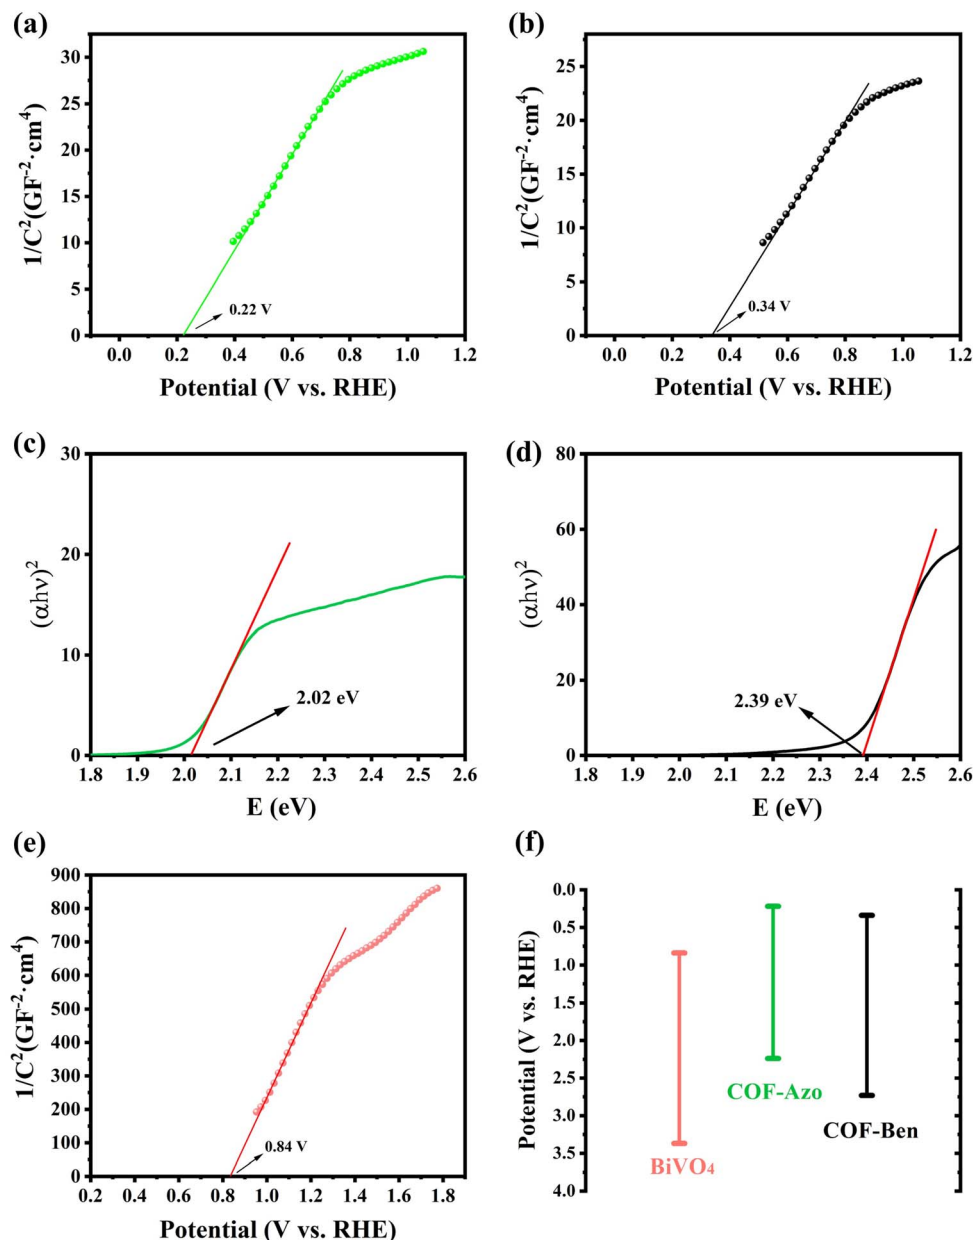 (a)
30
25
20
15
10
5
0
1/C²(GF⁻²·cm⁴)
0.22 V
0.0 0.2 0.4 0.6 0.8 1.0 1.2
Potential (V vs. RHE)
(b)
25
20
15
10
5
0
1/C²(GF⁻²·cm⁴)
0.34 V
0.0 0.2 0.4 0.6 0.8 1.0 1.2
Potential (V vs. RHE)
(c)
30
20
10
0
(αhν)²
2.02 eV
1.8 1.9 2.0 2.1 2.2 2.3 2.4 2.5 2.6
E (eV)
(d)
80
60
40
20
0
(αhν)²
2.39 eV
1.8 1.9 2.0 2.1 2.2 2.3 2.4 2.5 2.6
E (eV)
(e)
900
800
700
600
500
400
300
200
100
0
1/C²(GF⁻²·cm⁴)
0.84 V
0.2 0.4 0.6 0.8 1.0 1.2 1.4 1.6 1.8
Potential (V vs. RHE)
(f)
0.0
0.5
1.0
1.5
2.0
2.5
3.0
3.5
4.0
Potential (V vs. RHE)
COF-Azo
COF-Ben
BiVO₄